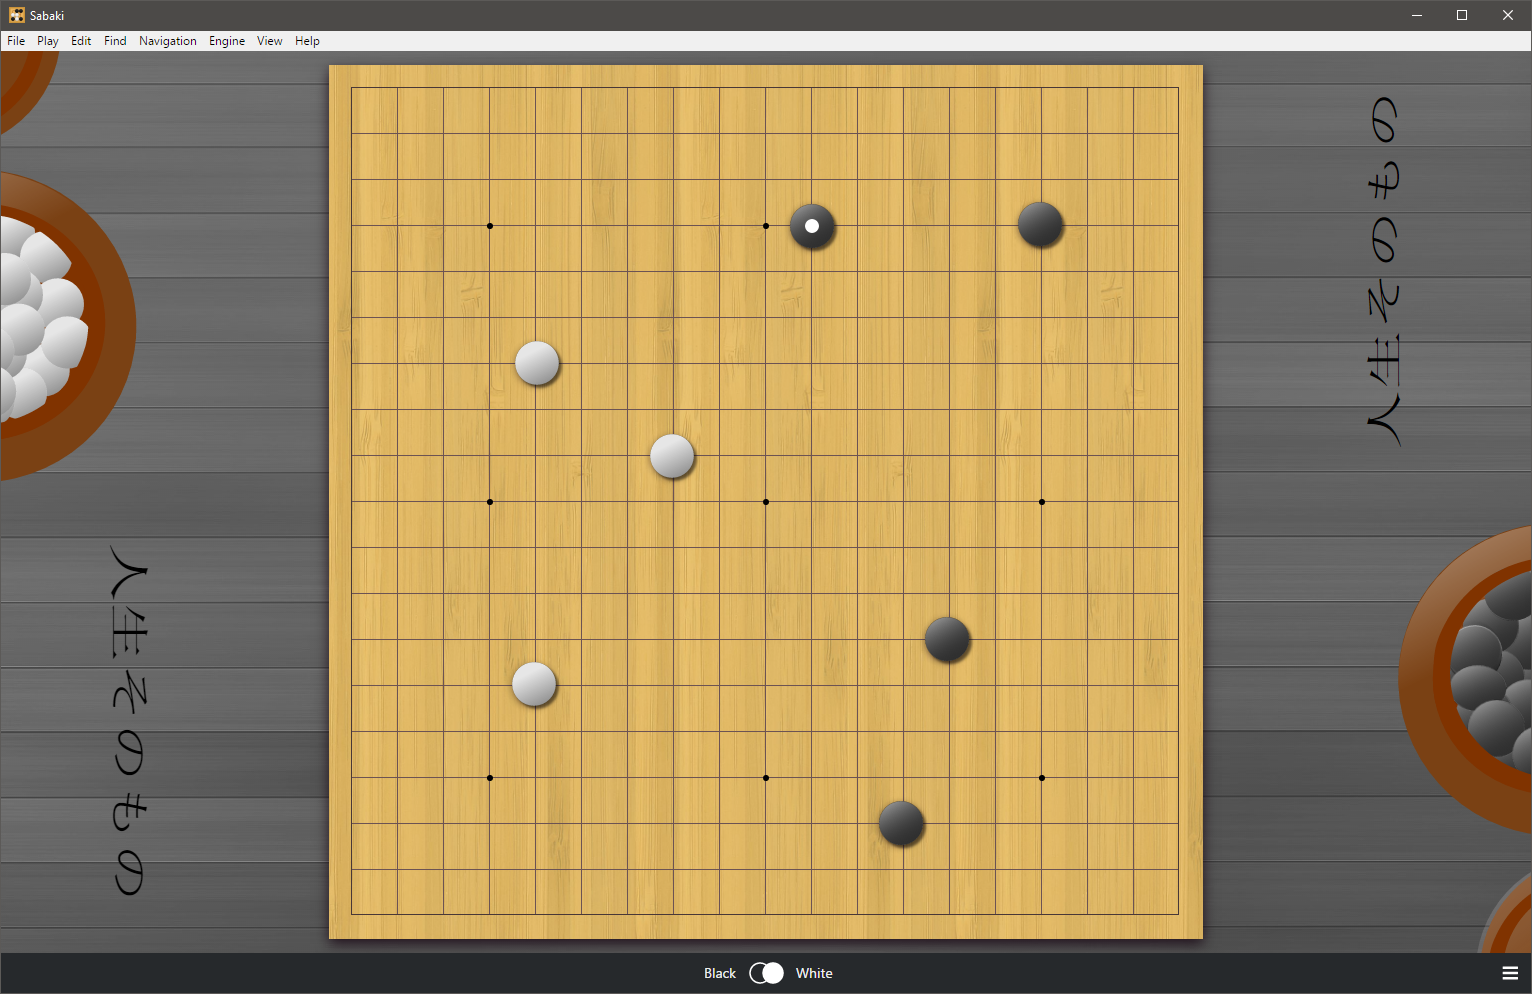 Sabaki
File Play Edit Find Navigation Engine View Help
人生そのもの
人生そのもの
Black White